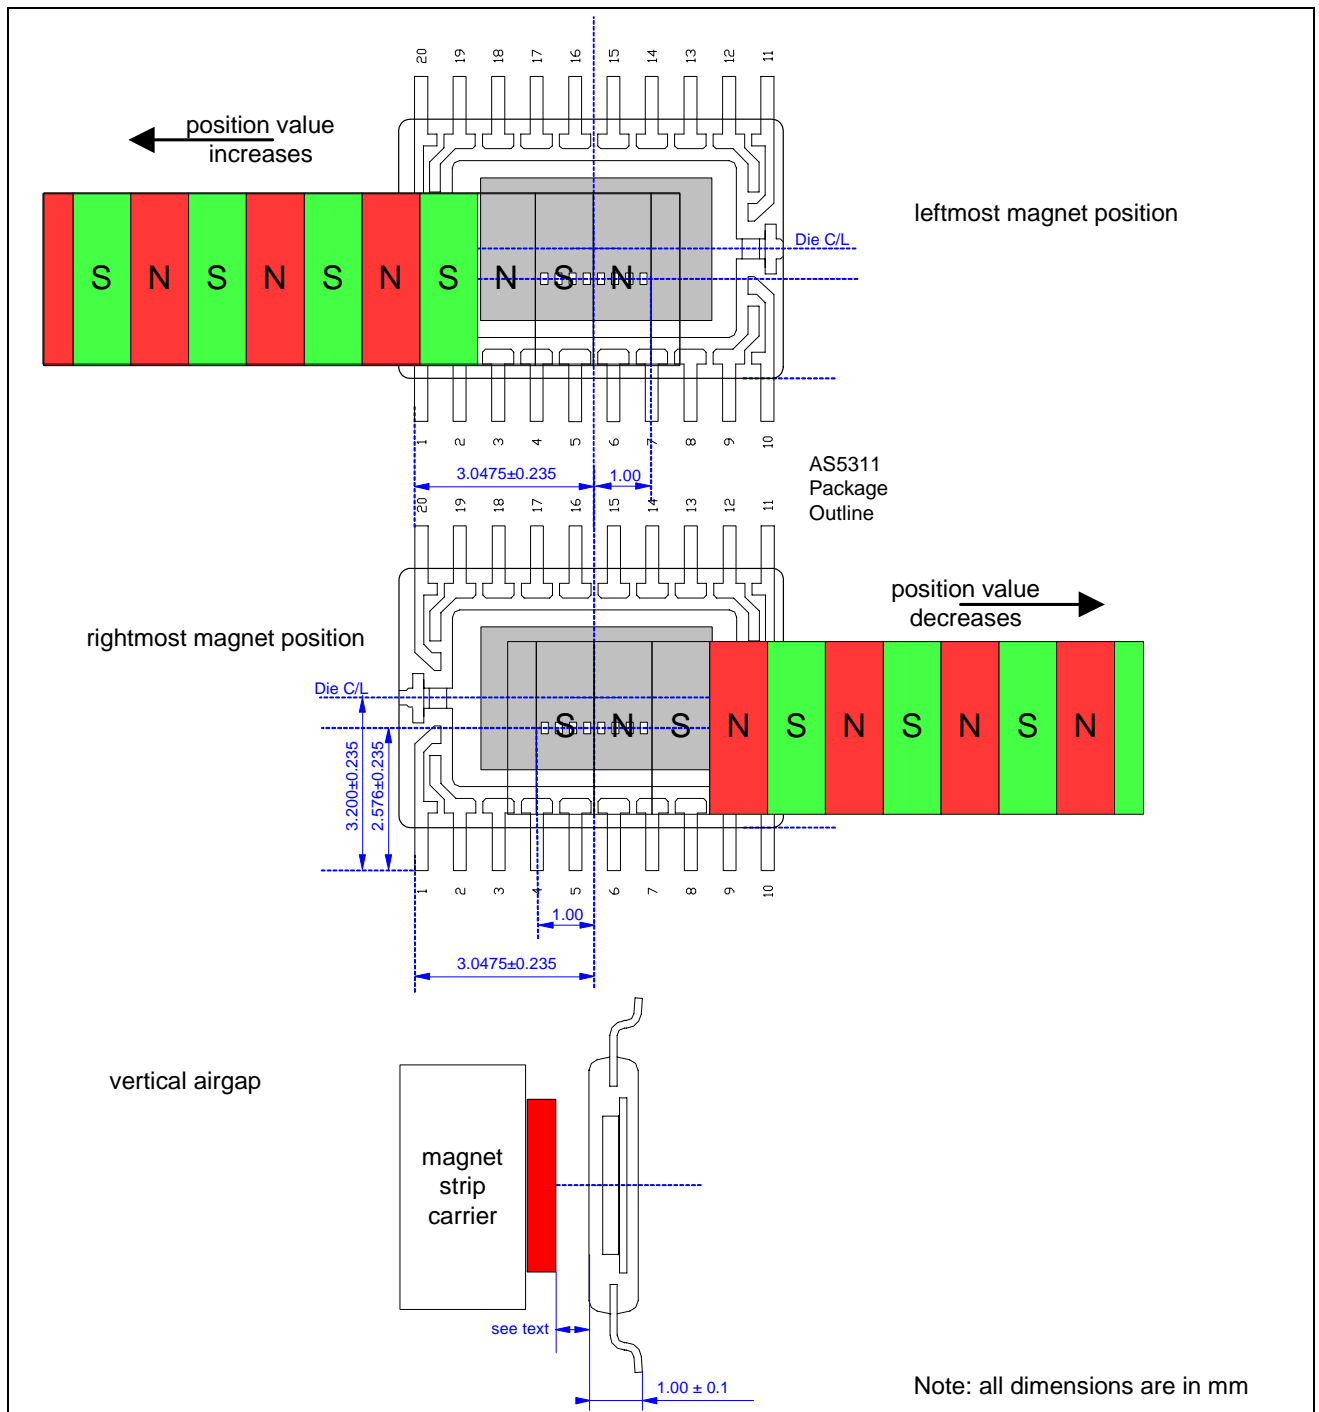 20 19 18 17 16 15 14 13 12 11
position value
increases
leftmost magnet position
Die C/L
S N S N S N S N S N
1 2 3 4 5 6 7 8 9 10
3.0475±0.235
1.00
AS5311
Package
Outline
20 19 18 17 16 15 14 13 12 11
position value
decreases
rightmost magnet position
Die C/L
S N S N S N S N S N
3.200±0.235
2.576±0.235
1 2 3 4 5 6 7 8 9 10
1.00
3.0475±0.235
vertical airgap
magnet
strip
carrier
see text
1.00 ± 0.1
Note: all dimensions are in mm